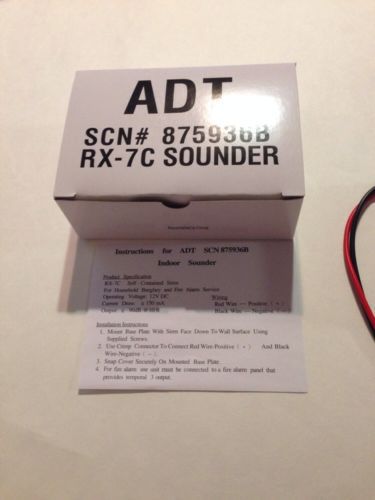 ADT
SCN# 875936B
RX-7C SOUNDER
Instructions for ADT SCN 875936B
Indoor Sounder
Product Specification
RX-7C Self-Contained Siren
For Household Burglary and Fire Alarm Service
Operating Voltage: 12V DC
Wiring
Current Draw: ≤ 150 mA
Red Wire — Positive ( + )
Output ≥ 90dB @10ft
Black Wire —Negative ( — )
Installation Instructions
1. Mount Base Plate With Siren Face Down To Wall Surface Using
Supplied Screws.
2. Use Crimp Connector To Connect Red Wire-Positive ( + ) And Black
Wire-Negative ( — ).
3. Snap Cover Securely On Mounted Base Plate.
4. For fire alarm one unit must be connected to a fire alarm panel that
provides temporal 3 output.